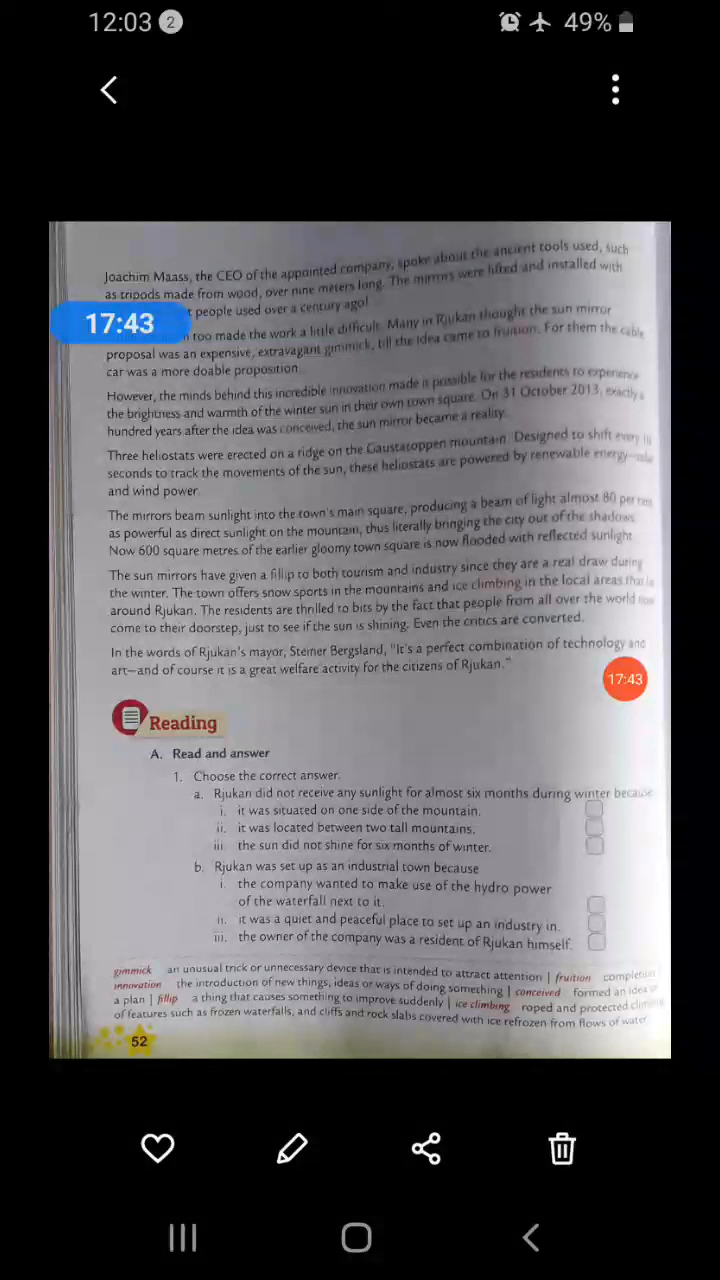 12:03 2 49%
Joachim Maass, the CEO of the appointed company, spoke about the ancient tools used, such
as tripods made from wood, over nine meters long. The mirrors were lifted and installed with
people used over a century ago!
17:43
too made the work a little difficult. Many in Rjukan thought the sun mirror
proposal was an expensive, extravagant gimmick, till the idea came to fruition. For them the cable
car was a more doable proposition.
However, the minds behind this incredible innovation made it possible for the residents to experience
the brightness and warmth of the winter sun in their own town square. On 31 October 2013, exactly a
hundred years after the idea was conceived, the sun mirror became a reality.
Three heliostats were erected on a ridge on the Gaustatoppen mountain. Designed to shift every
seconds to track the movements of the sun, these heliostats are powered by renewable energy—
and wind power.
The mirrors beam sunlight into the town's main square, producing a beam of light almost 80 per
as powerful as direct sunlight on the mountain, thus literally bringing the city out of the shadows.
Now 600 square metres of the earlier gloomy town square is now flooded with reflected sunlight.
The sun mirrors have given a fillip to both tourism and industry since they are a real draw during
the winter. The town offers snow sports in the mountains and ice climbing in the local areas that
around Rjukan. The residents are thrilled to bits by the fact that people from all over the world now
come to their doorstep, just to see if the sun is shining. Even the critics are converted.
In the words of Rjukan's mayor, Steiner Bergsland, "It's a perfect combination of technology and
art—and of course it is a great welfare activity for the citizens of Rjukan."
17:43
Reading
A. Read and answer
1. Choose the correct answer.
a. Rjukan did not receive any sunlight for almost six months during winter because
i. it was situated on one side of the mountain.
ii. it was located between two tall mountains.
iii. the sun did not shine for six months of winter.
b. Rjukan was set up as an industrial town because
i. the company wanted to make use of the hydro power
of the waterfall next to it.
ii. it was a quiet and peaceful place to set up an industry in.
iii. the owner of the company was a resident of Rjukan himself.
gimmick an unusual trick or unnecessary device that is intended to attract attention | fruition completion
innovation the introduction of new things, ideas or ways of doing something | conceived formed an idea or
a plan | fillip a thing that causes something to improve suddenly | ice climbing roped and protected climbing
of features such as frozen waterfalls, and cliffs and rock slabs covered with ice refrozen from flows of water
52